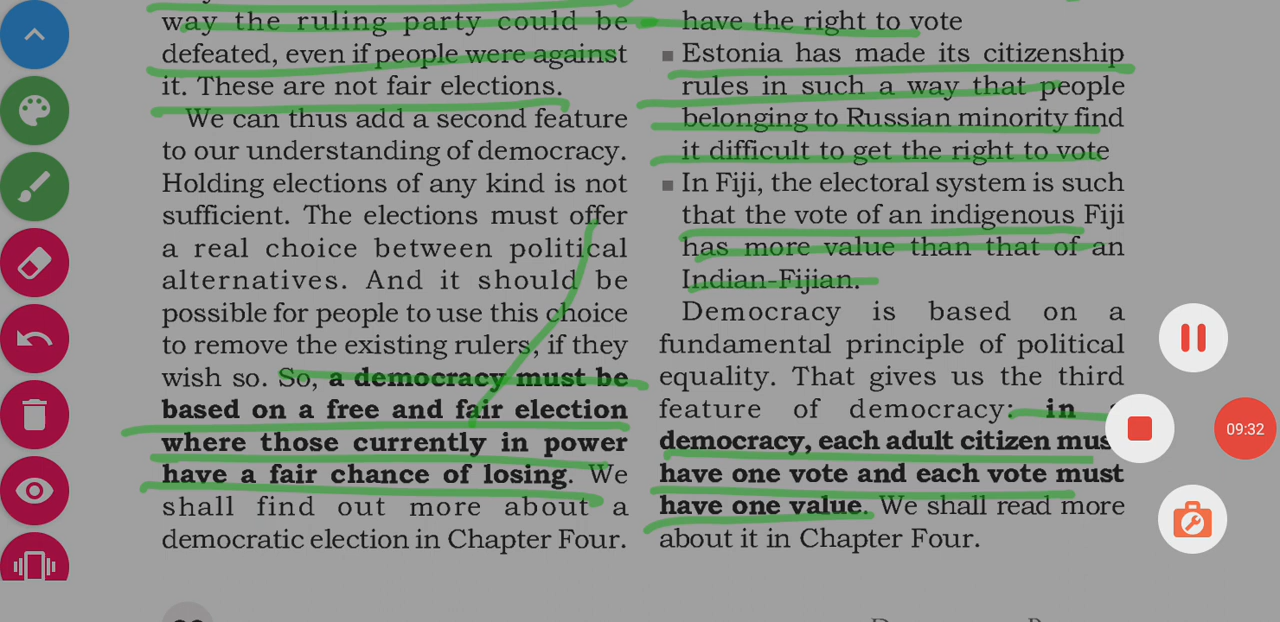 way the ruling party could be
defeated, even if people were against
it. These are not fair elections.
We can thus add a second feature
to our understanding of democracy.
Holding elections of any kind is not
sufficient. The elections must offer
a real choice between political
alternatives. And it should be
possible for people to use this choice
to remove the existing rulers, if they
wish so. So, a democracy must be
based on a free and fair election
where those currently in power
have a fair chance of losing. We
shall find out more about a
democratic election in Chapter Four.
have the right to vote
■ Estonia has made its citizenship
rules in such a way that people
belonging to Russian minority find
it difficult to get the right to vote
■ In Fiji, the electoral system is such
that the vote of an indigenous Fiji
has more value than that of an
Indian-Fijian.
Democracy is based on a
fundamental principle of political
equality. That gives us the third
feature of democracy: in
democracy, each adult citizen must
have one vote and each vote must
have one value. We shall read more
about it in Chapter Four.
09:32